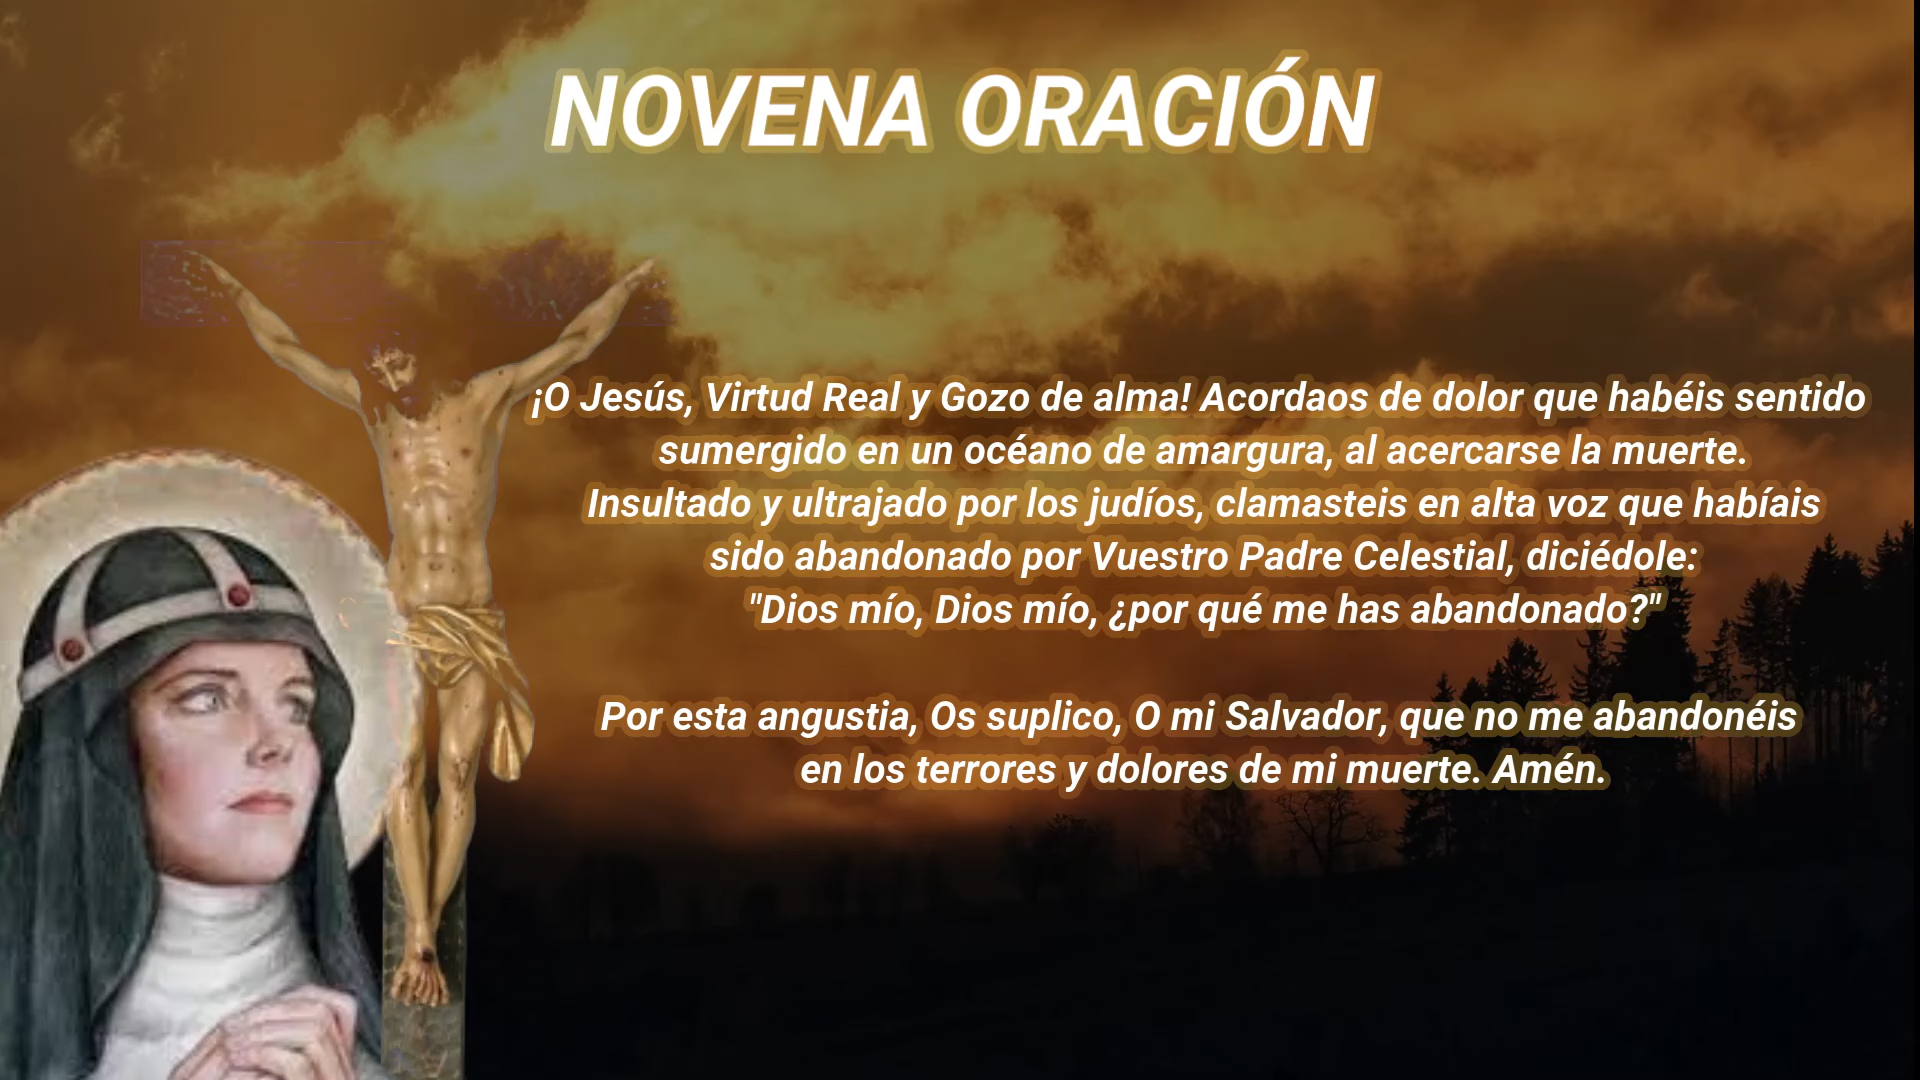 NOVENA ORACIÓN
¡O Jesús, Virtud Real y Gozo de alma! Acordaos de dolor que habéis sentido
sumergido en un océano de amargura, al acercarse la muerte.
Insultado y ultrajado por los judíos, clamasteis en alta voz que habíais
sido abandonado por Vuestro Padre Celestial, diciédole:
"Dios mío, Dios mío, ¿por qué me has abandonado?"
Por esta angustia, Os suplico, O mi Salvador, que no me abandonéis
en los terrores y dolores de mi muerte. Amén.